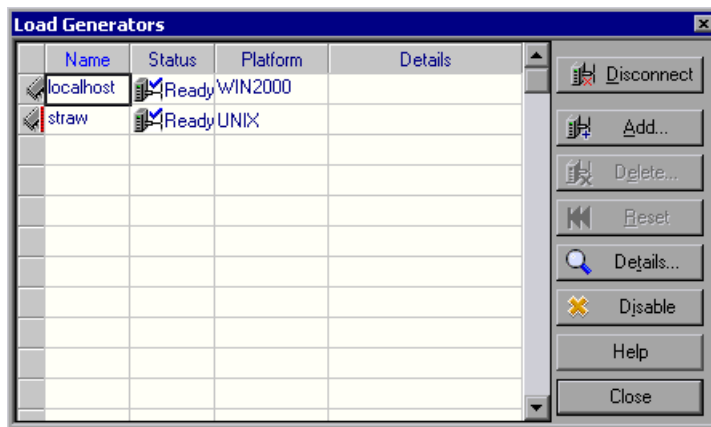 Load Generators
Name Status Platform Details
localhost Ready WIN2000
straw Ready UNIX
Disconnect
Add...
Delete...
Reset
Details...
Disable
Help
Close